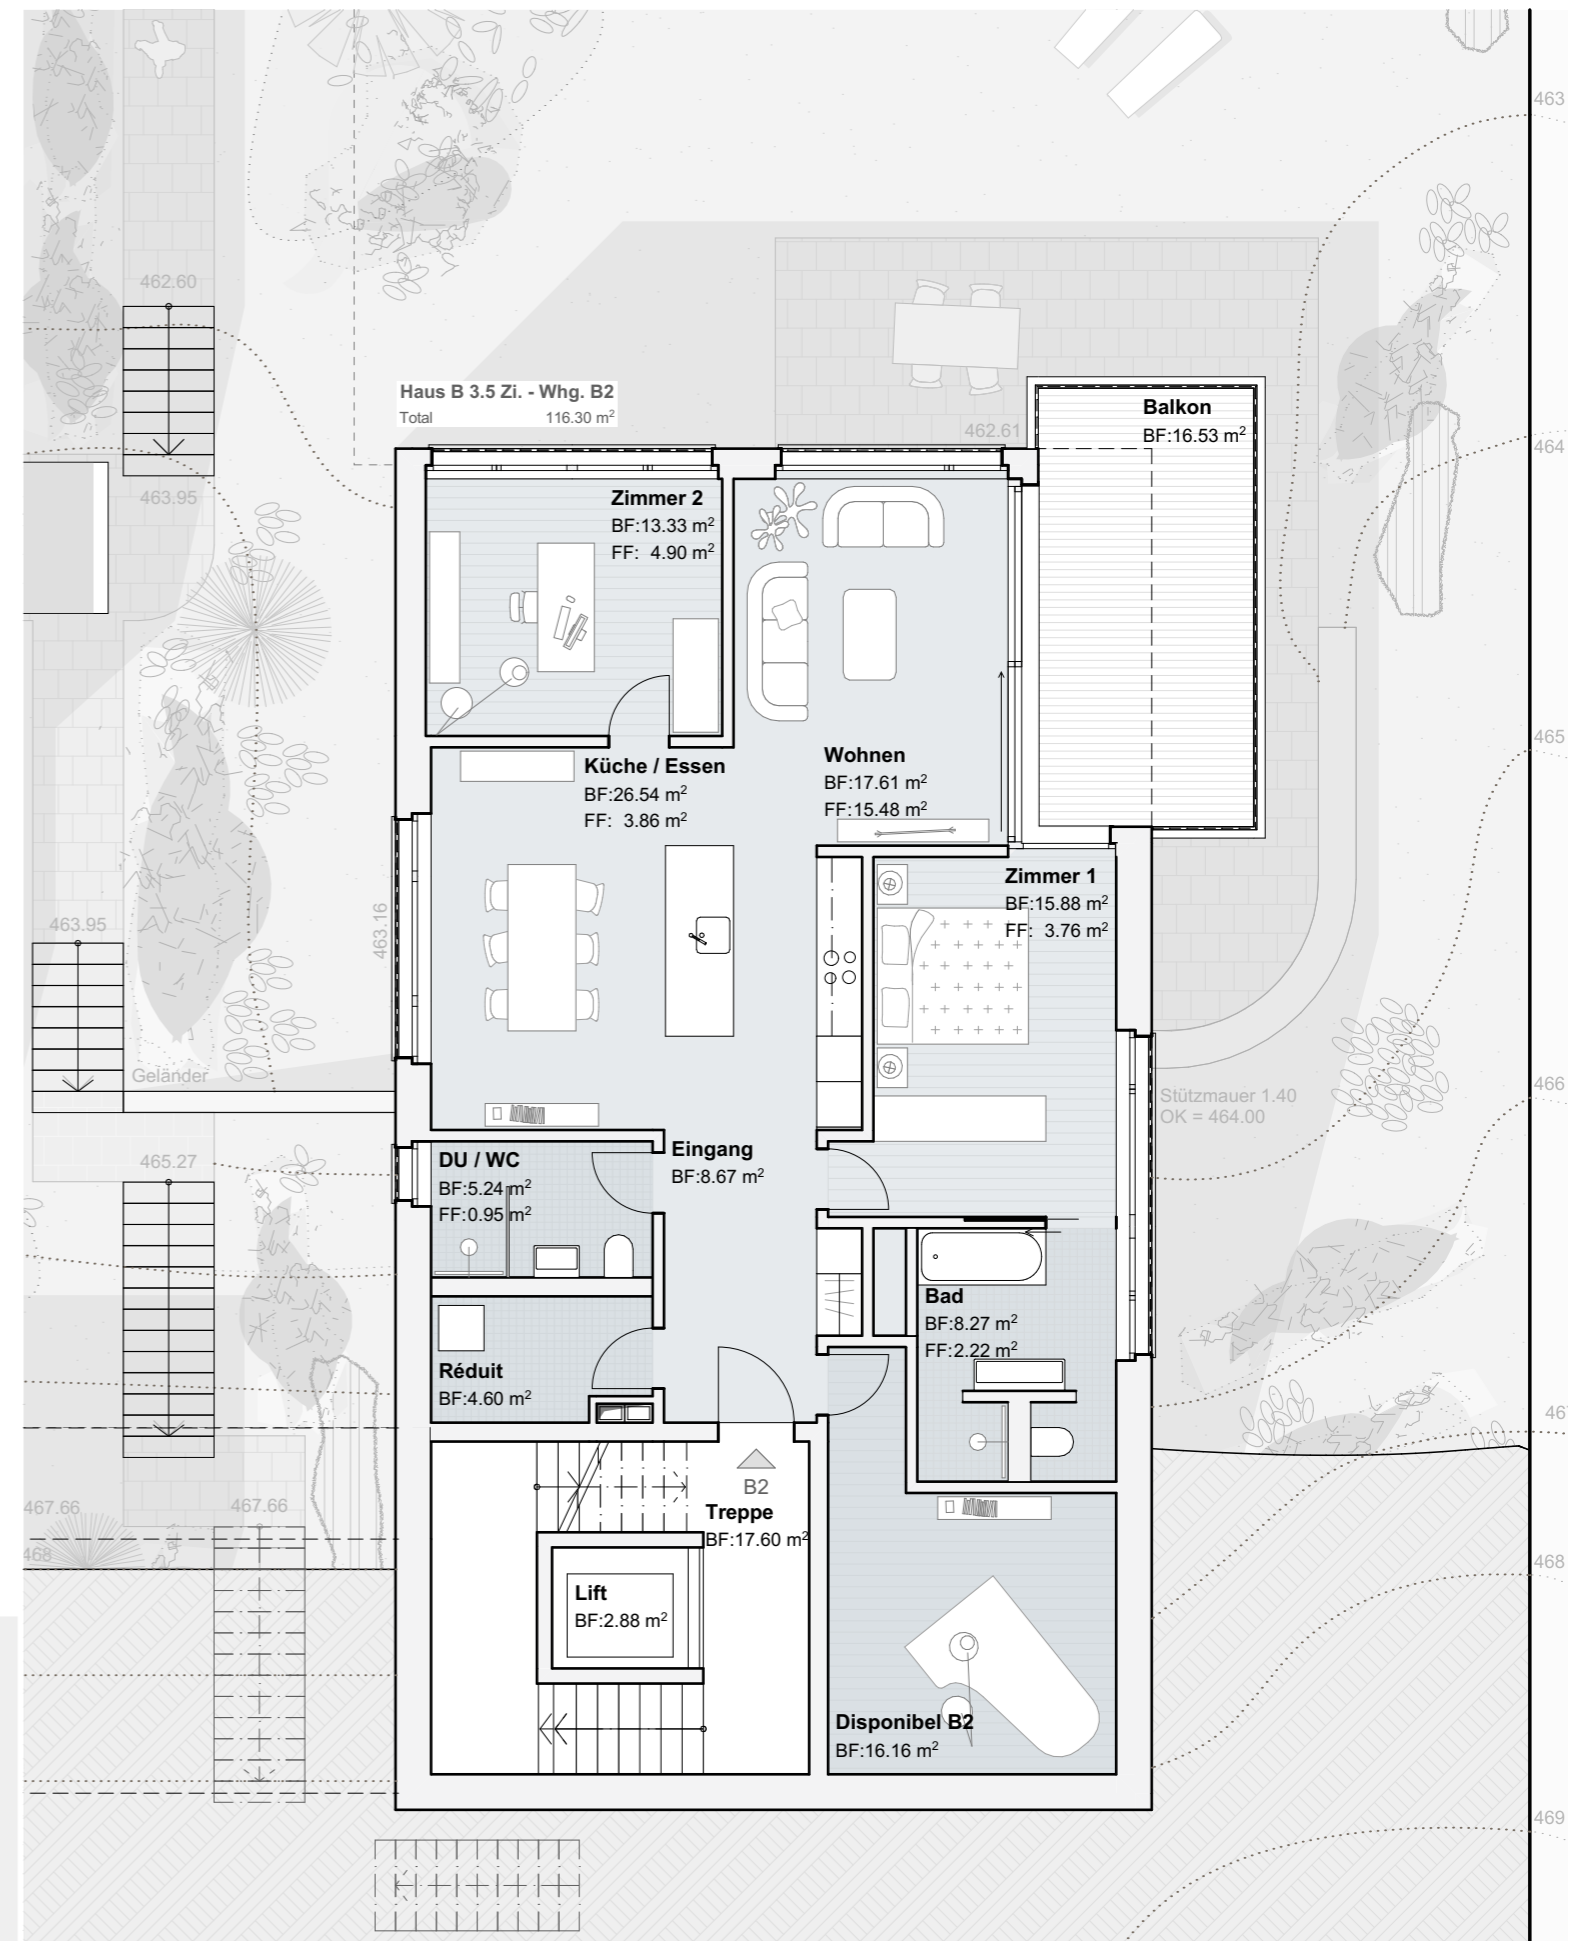 463
462.60
Haus B 3.5 Zi. - Whg. B2
Total 116.30 m²
Balkon
BF:16.53 m²
462.61
464
463.95
Zimmer 2
BF:13.33 m²
FF: 4.90 m²
465
Küche / Essen
BF:26.54 m²
FF: 3.86 m²
Wohnen
BF:17.61 m²
FF:15.48 m²
Zimmer 1
BF:15.88 m²
FF: 3.76 m²
463.95
463.16
Geländer
466
Stützmauer 1.40
OK = 464.00
465.27
DU / WC
BF:5.24 m²
FF:0.95 m²
Eingang
BF:8.67 m²
Bad
BF:8.27 m²
FF:2.22 m²
Réduit
BF:4.60 m²
46
B2
467.66
467.66
Treppe
BF:17.60 m²
468
468
Lift
BF:2.88 m²
Disponibel B2
BF:16.16 m²
469